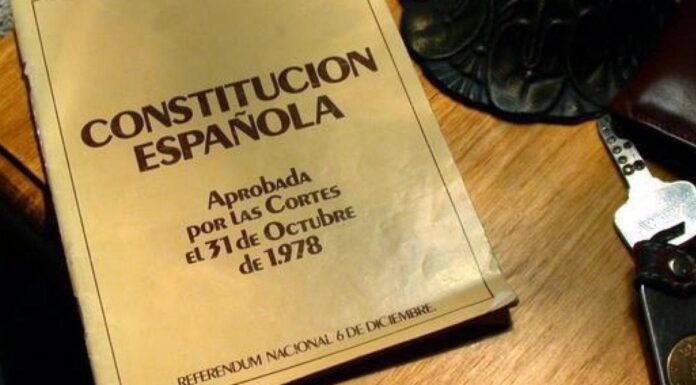 CONSTITUCION
ESPAÑOLA
APROBADA
POR LAS CORTES
EL 31 de OCTUBRE
de 1.978
REFERENDUM NACIONAL 6 DE DICIEMBRE.